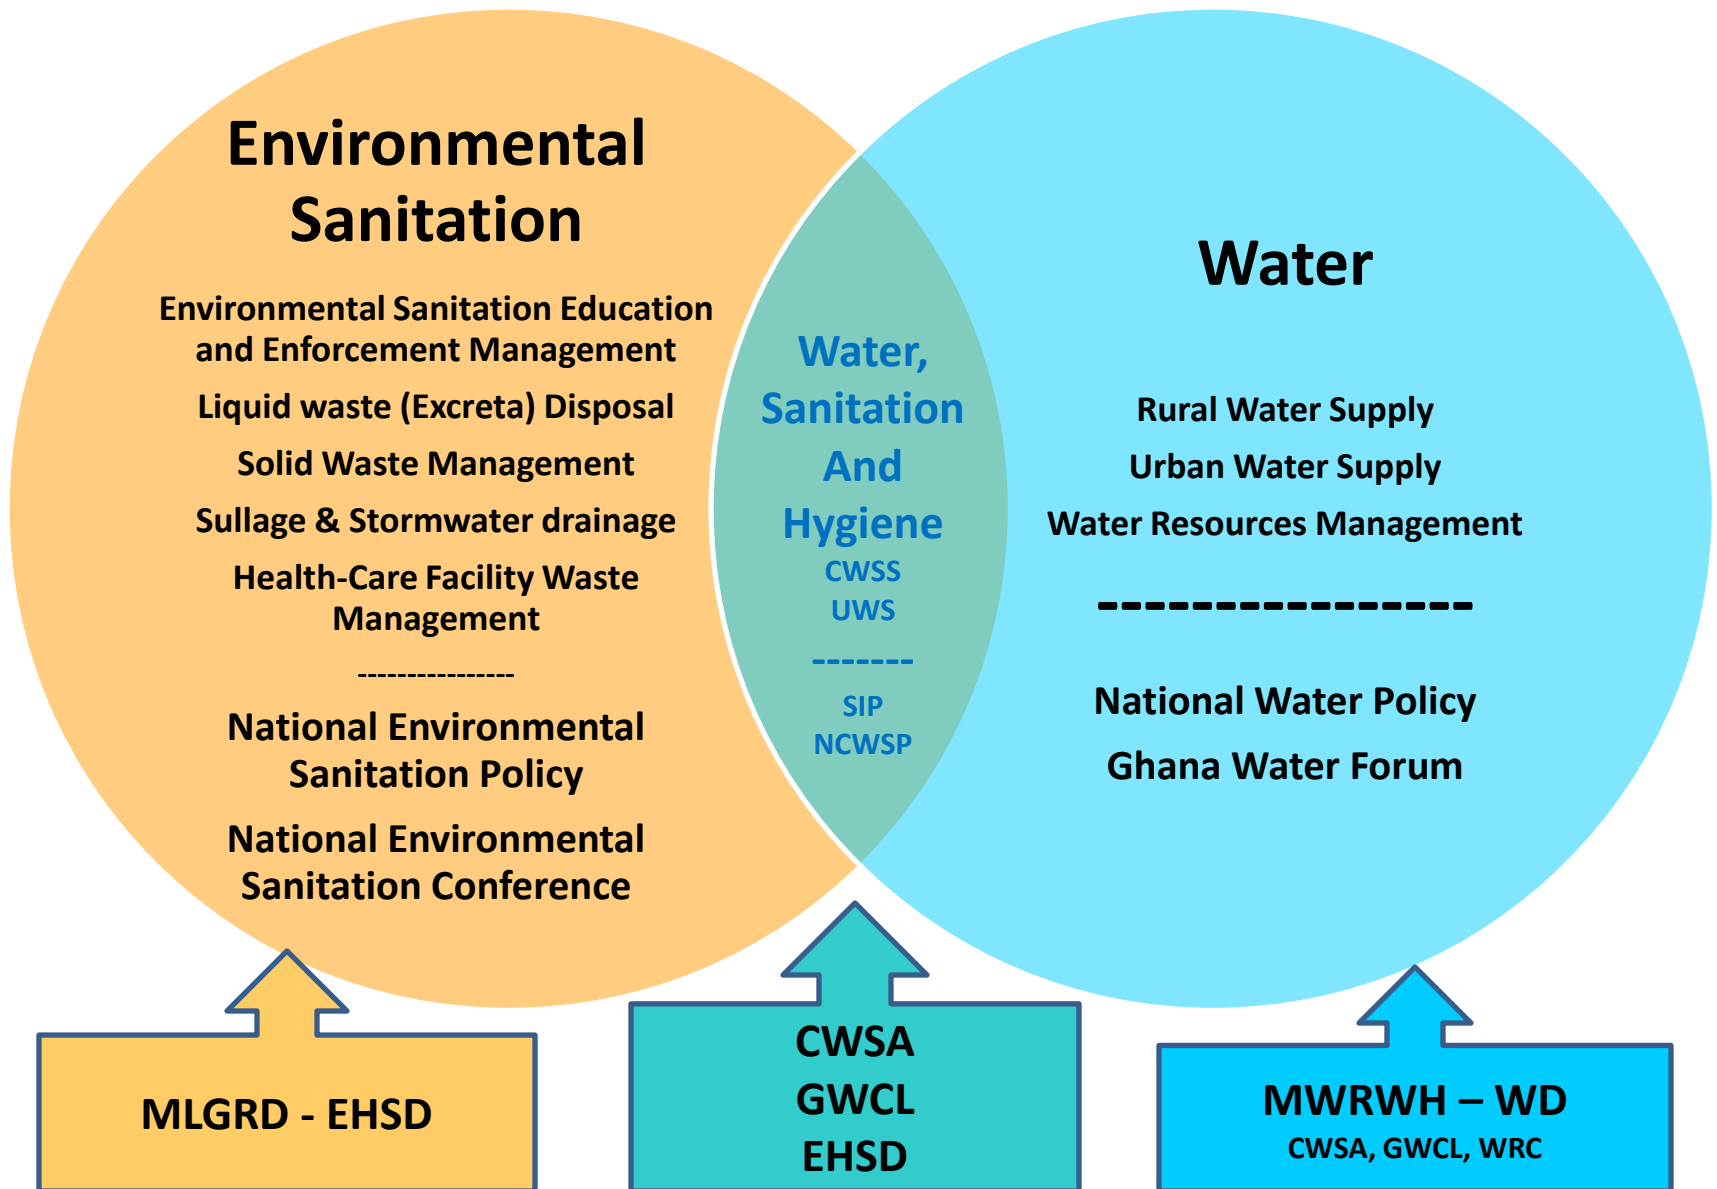 Environmental
Sanitation
Environmental Sanitation Education
and Enforcement Management
Liquid waste (Excreta) Disposal
Solid Waste Management
Sullage & Stormwater drainage
Health-Care Facility Waste
Management
----------------
National Environmental
Sanitation Policy
National Environmental
Sanitation Conference
Water,
Sanitation
And
Hygiene
CWSS
UWS
-------
SIP
NCWSP
Water
Rural Water Supply
Urban Water Supply
Water Resources Management
----------------
National Water Policy
Ghana Water Forum
MLGRD - EHSD
CWSA
GWCL
EHSD
MWRWH – WD
CWSA, GWCL, WRC